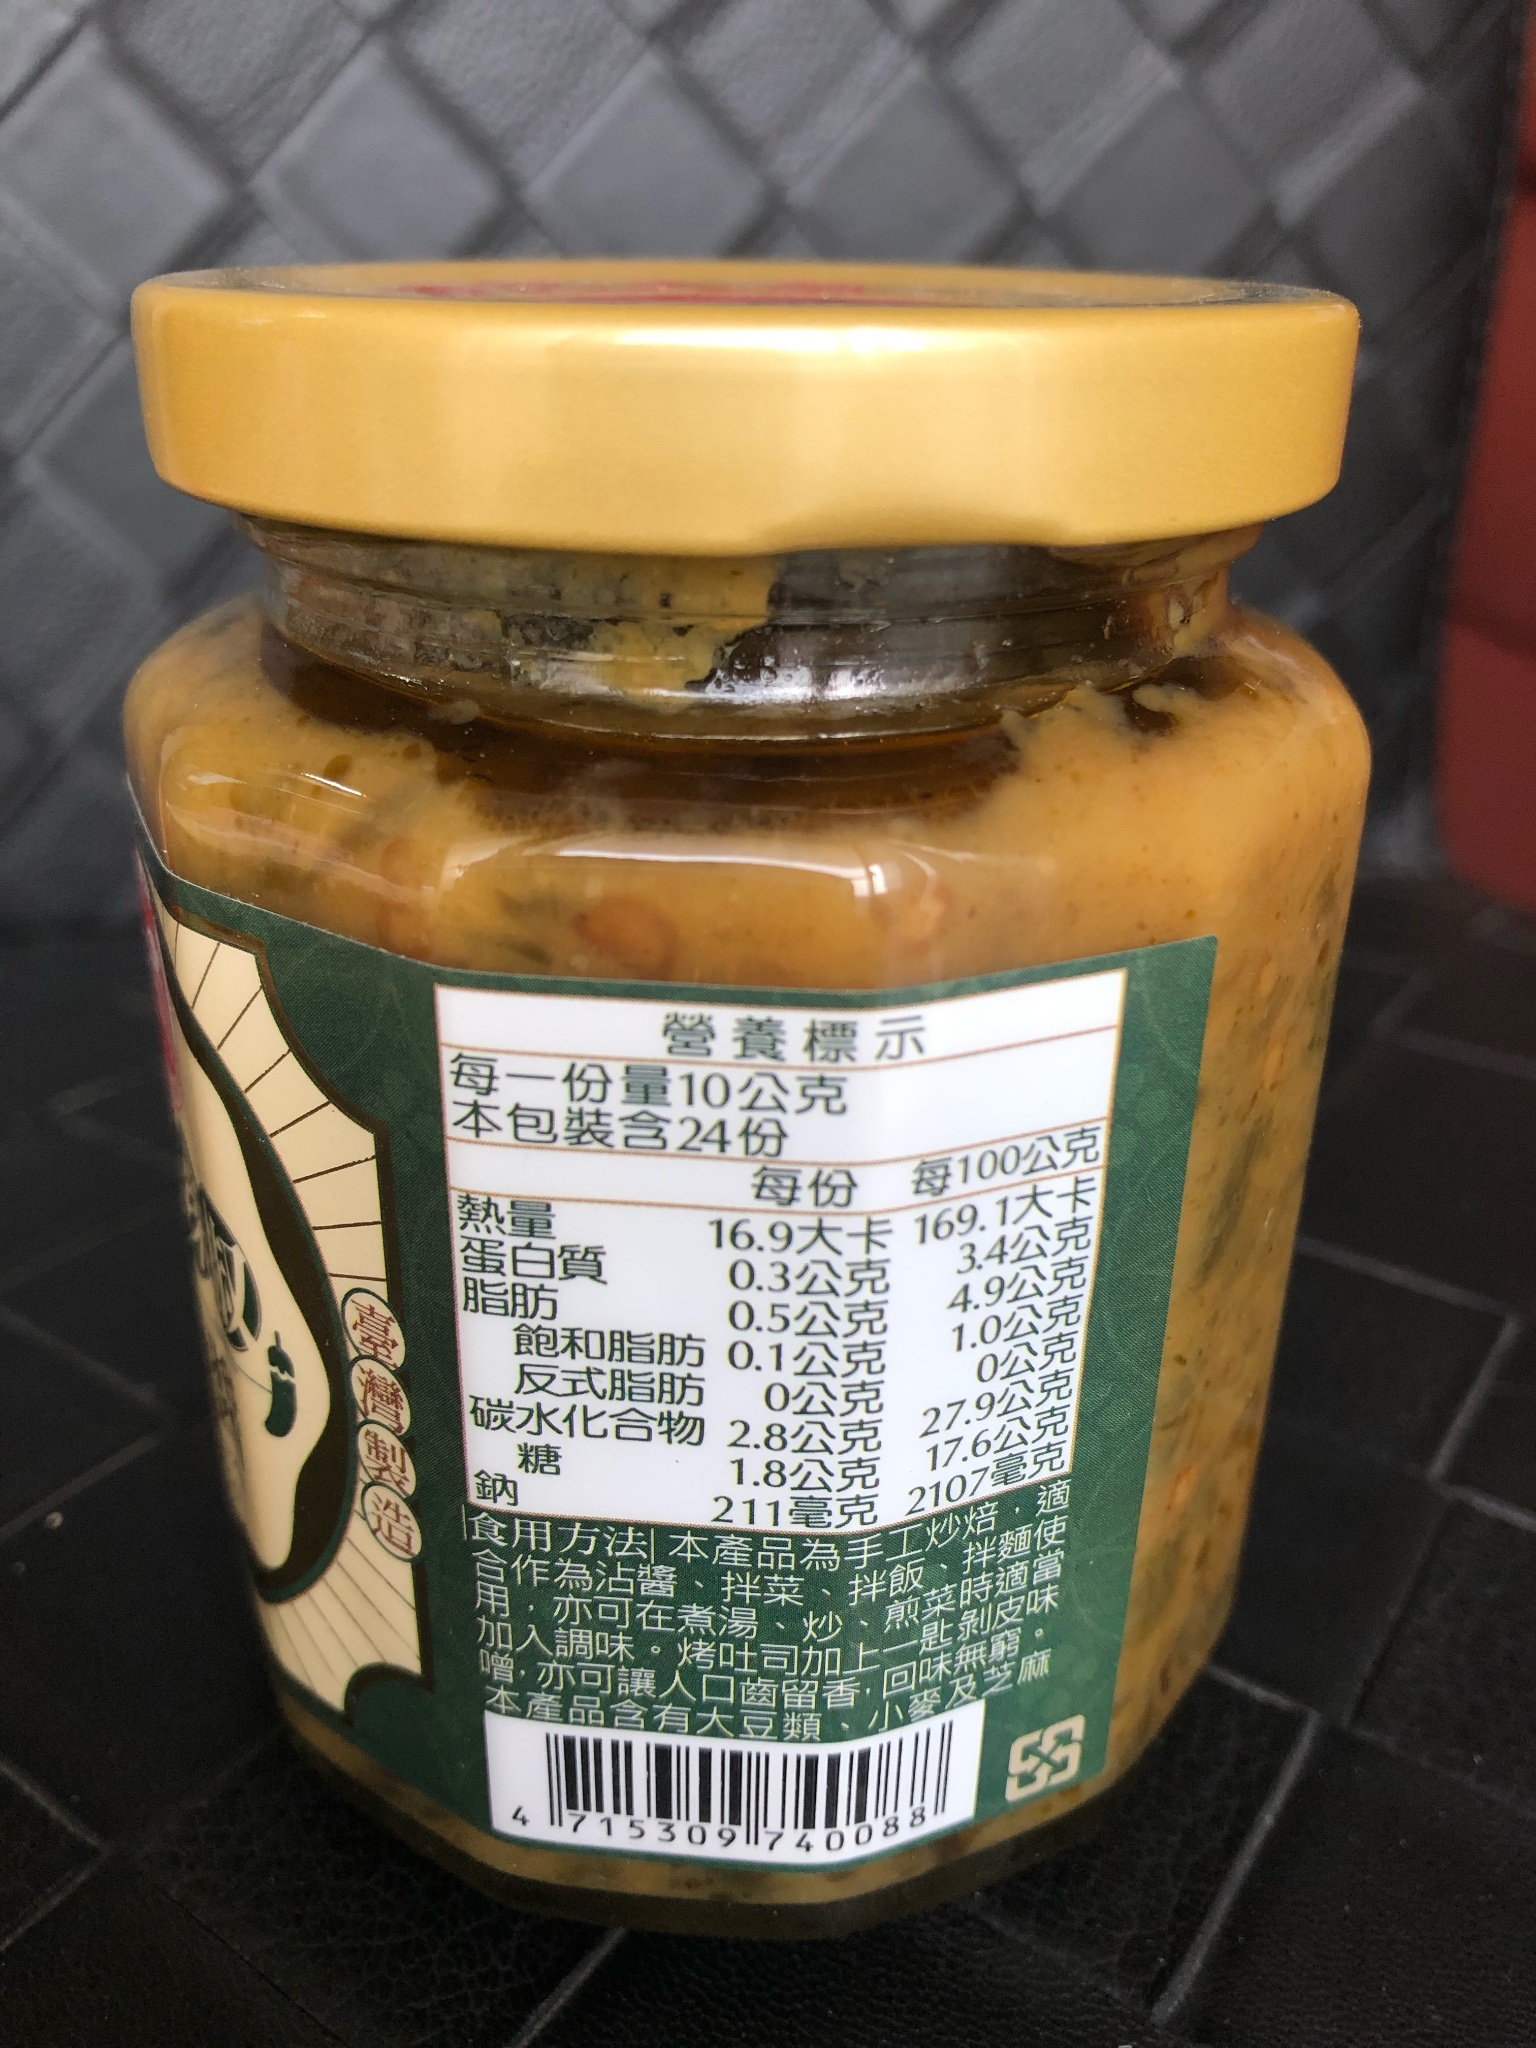 營養標示
每一份量10公克
本包裝含24份
每份 每100公克
熱量 16.9大卡 169.1大卡
蛋白質 0.3公克 3.4公克
脂肪 0.5公克 4.9公克
飽和脂肪 0.1公克 1.0公克
反式脂肪 0公克 0公克
碳水化合物 2.8公克 27.9公克
糖 1.8公克 17.6公克
鈉 211毫克 2107毫克
|食用方法| 本產品為手工炒焙，適
合作為沾醬、拌菜、拌飯、拌麵使
用，亦可在煮湯、炒、煎菜時適當
加入調味。烤吐司加上一匙剝皮味
噌，亦可讓人口齒留香，回味無窮。
本產品含有大豆類、小麥及芝麻
4 715309 740088
臺灣製造